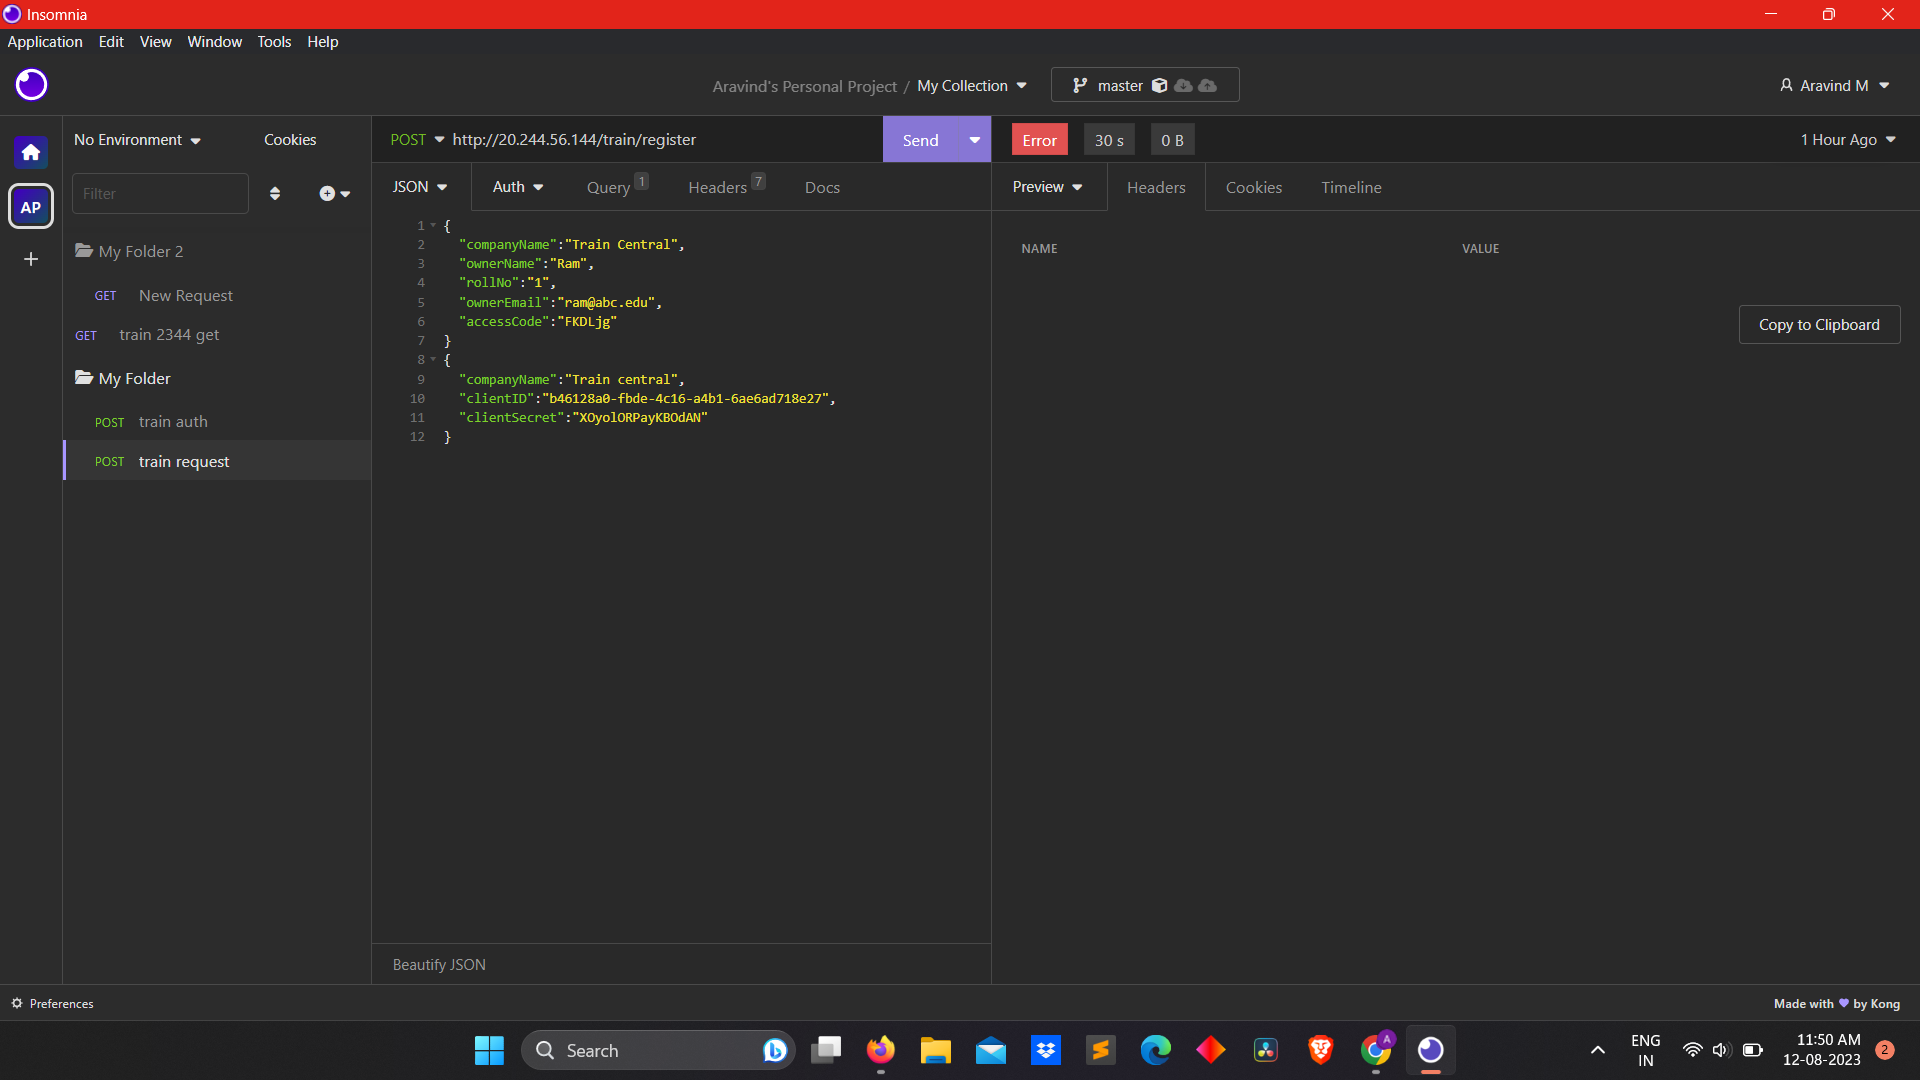 Insomnia
Application Edit View Window Tools Help
Aravind's Personal Project / My Collection
master
Aravind M
No Environment
Cookies
POST http://20.244.56.144/train/register
Send
Error 30 s 0 B
1 Hour Ago
AP
Filter
JSON Auth Query 1 Headers 7 Docs
Preview Headers Cookies Timeline
My Folder 2
GET New Request
GET train 2344 get
My Folder
POST train auth
POST train request
1 {
2 "companyName":"Train Central",
3 "ownerName":"Ram",
4 "rollNo":"1",
5 "ownerEmail":"ram@abc.edu",
6 "accessCode":"FKDLjg"
7 }
8 {
9 "companyName":"Train central",
10 "clientID":"b46128a0-fbde-4c16-a4b1-6ae6ad718e27",
11 "clientSecret":"XOyolORPayKBOdAN"
12 }
NAME VALUE
Copy to Clipboard
Beautify JSON
Preferences
Made with by Kong
Search
A
ENG
IN
11:50 AM
12-08-2023
2